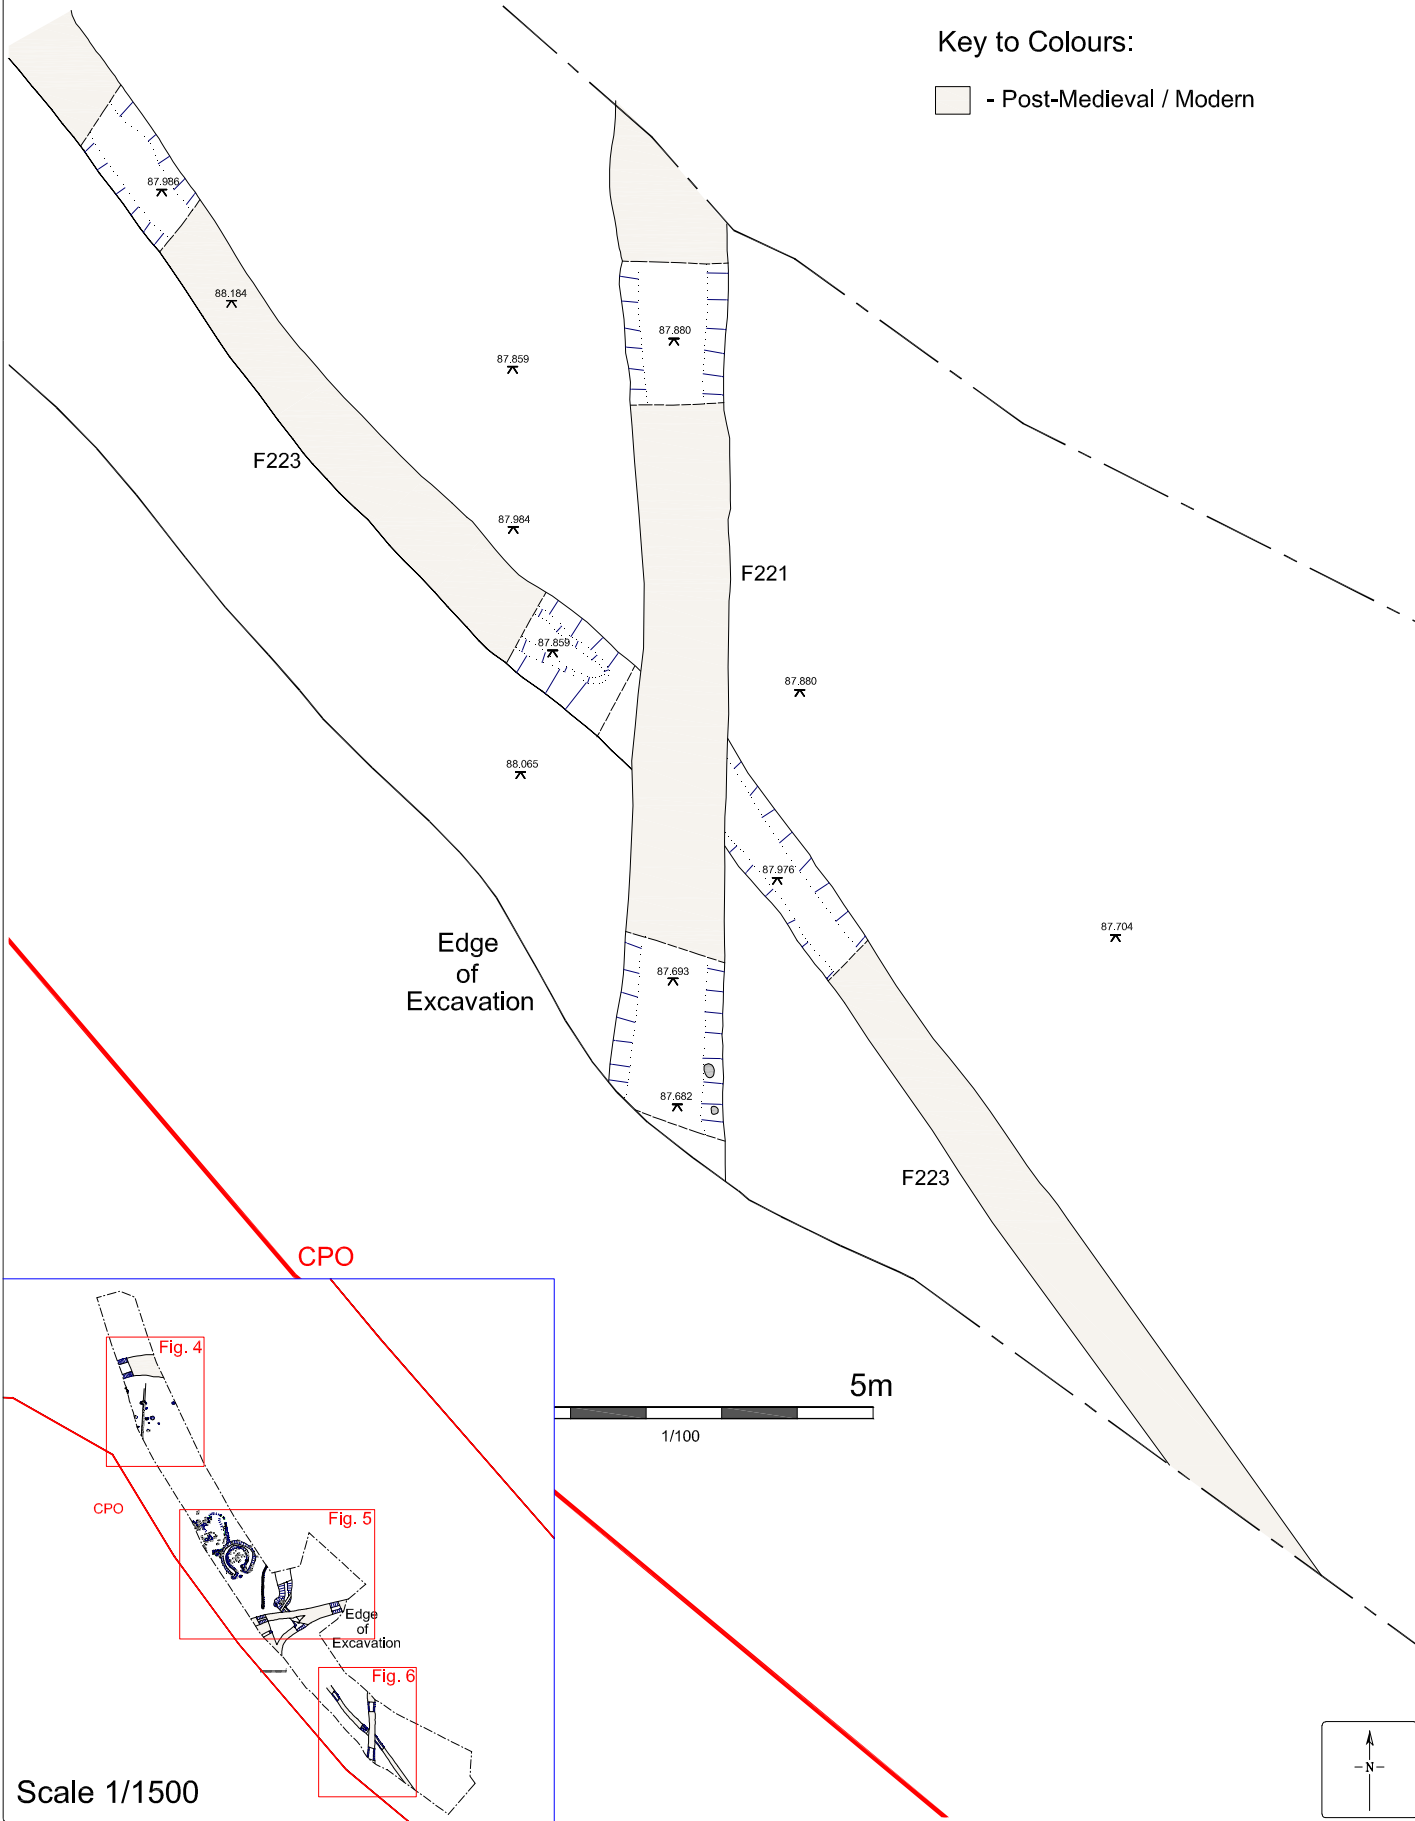 Key to Colours:
- Post-Medieval / Modern
87.986
88.184
87.880
87.859
F223
87.984
F221
87.859
87.880
88.065
87.976
87.704
Edge
of
Excavation
87.693
87.682
F223
CPO
Fig. 4
5m
1/100
CPO
Fig. 5
Edge
of
Excavation
Fig. 6
Scale 1/1500
N